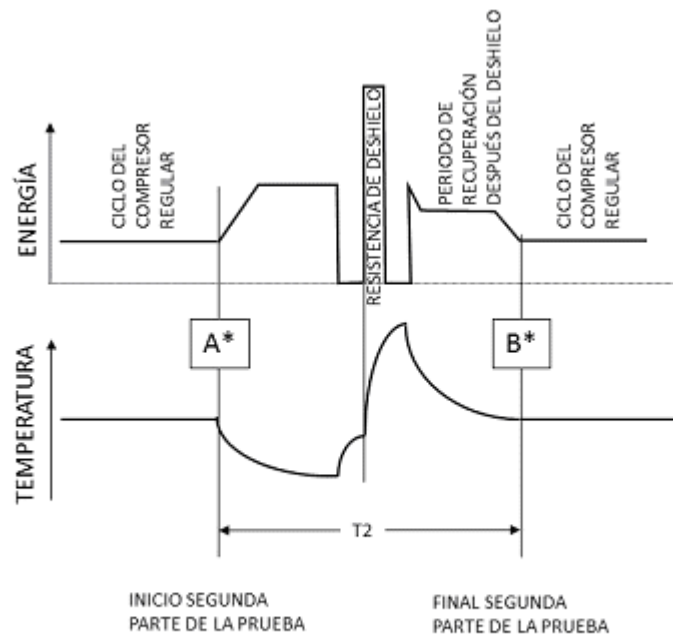 ENERGÍA
CICLO DEL
COMPRESOR
REGULAR
RESISTENCIA DE DESHIELO
PERIODO DE
RECUPERACIÓN
DESPUÉS DEL DESHIELO
CICLO DEL
COMPRESOR
REGULAR
A*
B*
TEMPERATURA
T2
INICIO SEGUNDA
PARTE DE LA PRUEBA
FINAL SEGUNDA
PARTE DE LA PRUEBA